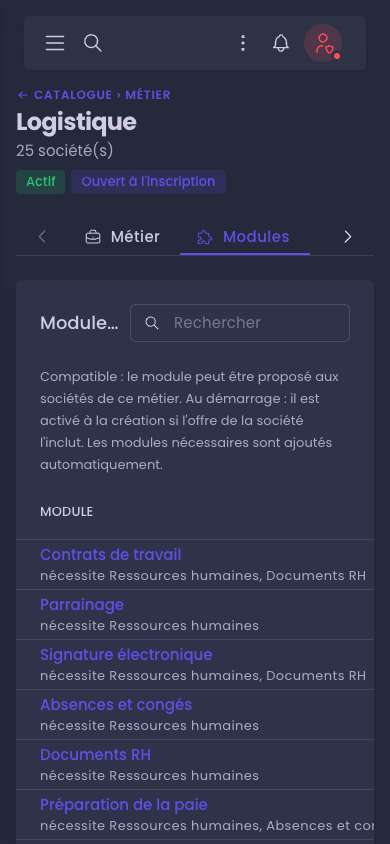 ← CATALOGUE › MÉTIER
Logistique
25 société(s)
Actif Ouvert à l'inscription
Métier Modules
Module... Rechercher
Compatible : le module peut être proposé aux
sociétés de ce métier. Au démarrage : il est
activé à la création si l'offre de la société
l'inclut. Les modules nécessaires sont ajoutés
automatiquement.
MODULE
Contrats de travail
nécessite Ressources humaines, Documents RH
Parrainage
nécessite Ressources humaines
Signature électronique
nécessite Ressources humaines, Documents RH
Absences et congés
nécessite Ressources humaines
Documents RH
nécessite Ressources humaines
Préparation de la paie
nécessite Ressources humaines, Absences et